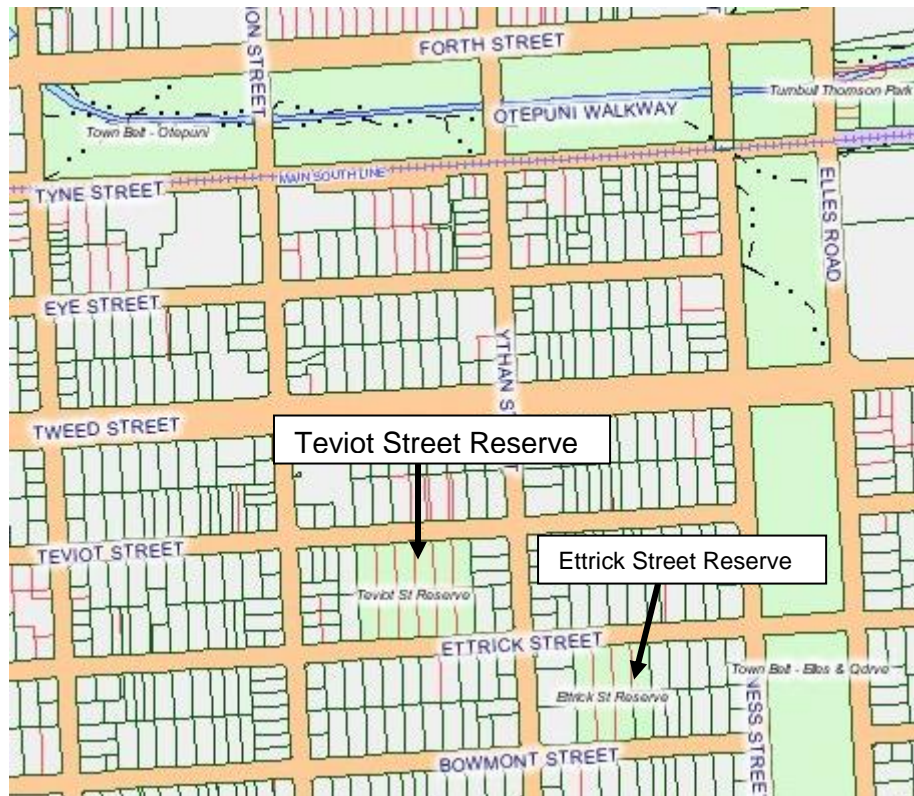 FORTH STREET
ION STREET
Turnbull Thomson Park
OTEPUNI WALKWAY
Town Belt - Otepuni
MAIN SOUTH LINE
TYNE STREET
ELLES ROAD
EYE STREET
YTHAN S
TWEED STREET
Teviot Street Reserve
TEVIOT STREET
Ettrick Street Reserve
Teviot St Reserve
ETTRICK STREET
Town Belt - Elles & Qdrve
Ettrick St Reserve
NESS STREET
BOWMONT STREET